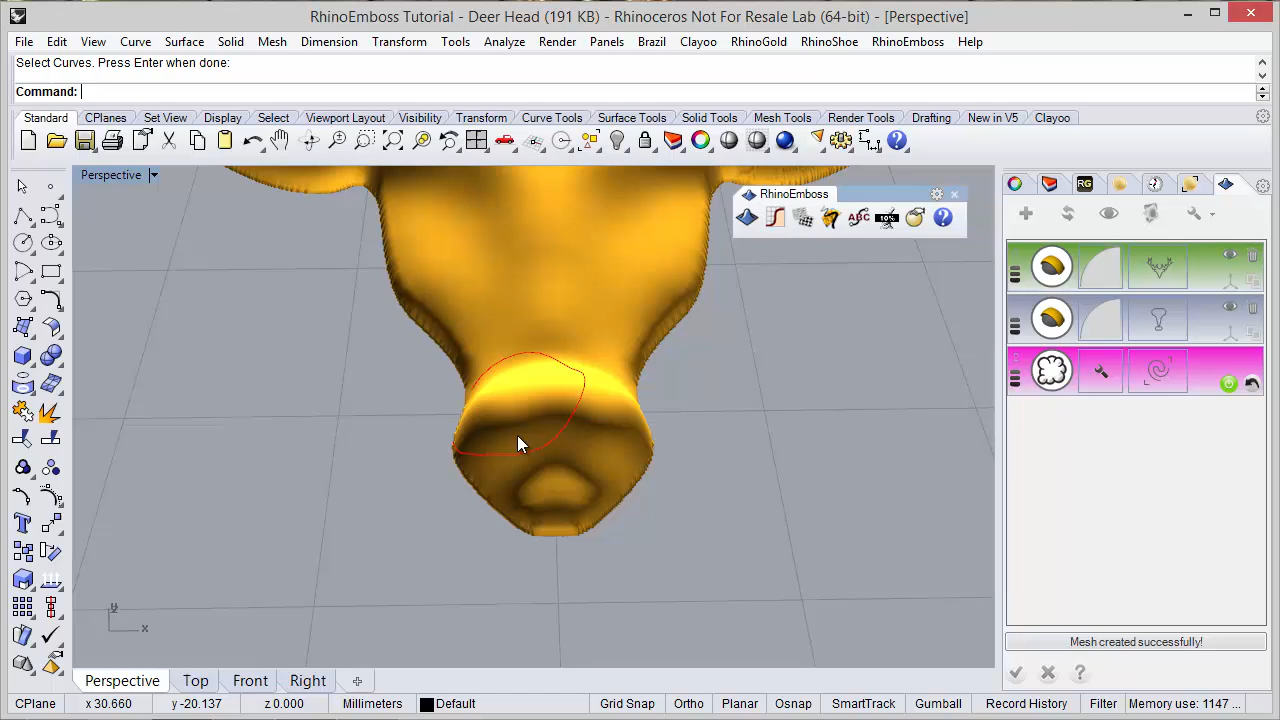 RhinoEmboss Tutorial - Deer Head (191 KB) - Rhinoceros Not For Resale Lab (64-bit) - [Perspective]
File Edit View Curve Surface Solid Mesh Dimension Transform Tools Analyze Render Panels Brazil Clayoo RhinoGold RhinoShoe RhinoEmboss Help
Select Curves. Press Enter when done:
Command:
Standard CPlanes Set View Display Select Viewport Layout Visibility Transform Curve Tools Surface Tools Solid Tools Mesh Tools Render Tools Drafting New in V5 Clayoo
Perspective
RG
RhinoEmboss
ABC 10%
y
x
Mesh created successfully!
Perspective Top Front Right
CPlane x 30.660 y -20.137 z 0.000 Millimeters Default Grid Snap Ortho Planar Osnap SmartTrack Gumball Record History Filter Memory use: 1147 ...